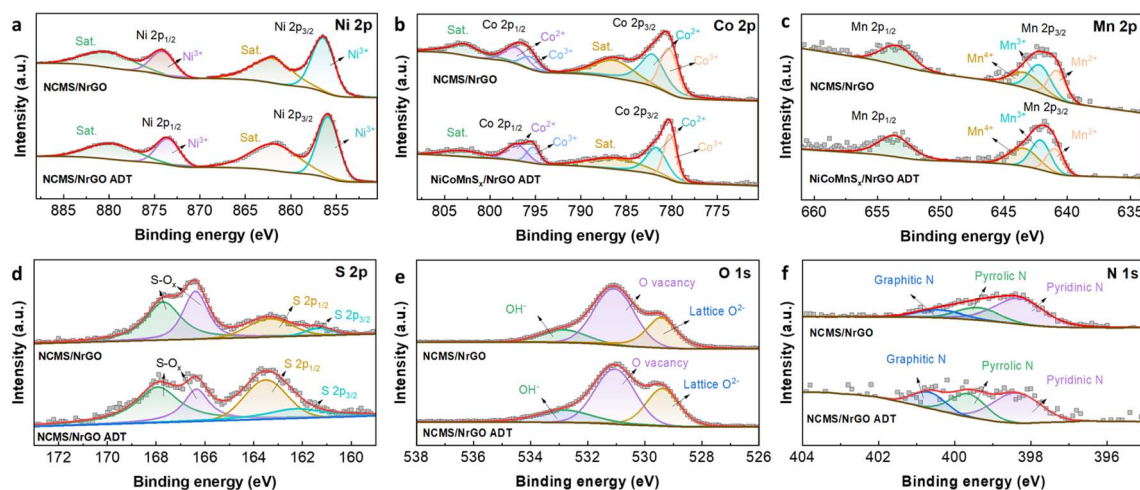 a
Ni 2p
Ni 2p3/2
Ni 2p1/2
Sat.
Sat.
Ni3+
Ni3+
NCMS/NrGO
Ni 2p3/2
Ni 2p1/2
Sat.
Sat.
Ni3+
Ni3+
NCMS/NrGO ADT
Intensity (a.u.)
885 880 875 870 865 860 855
Binding energy (eV)
b
Co 2p
Co 2p1/2
Co 2p3/2
Sat.
Co2+
Co3+
Sat.
Co2+
Co3+
NCMS/NrGO
Co 2p1/2
Co 2p3/2
Sat.
Co2+
Co3+
Sat.
Co2+
Co3+
NiCoMnSx/NrGO ADT
Intensity (a.u.)
805 800 795 790 785 780 775
Binding energy (eV)
c
Mn 2p
Mn 2p1/2
Mn 2p3/2
Mn3+
Mn4+
Mn2+
NCMS/NrGO
Mn 2p1/2
Mn 2p3/2
Mn3+
Mn4+
Mn2+
NiCoMnSx/NrGO ADT
Intensity (a.u.)
660 655 650 645 640 635
Binding energy (eV)
d
S 2p
S-Ox
S 2p1/2
S 2p3/2
NCMS/NrGO
S-Ox
S 2p1/2
S 2p3/2
NCMS/NrGO ADT
Intensity (a.u.)
172 170 168 166 164 162 160
Binding energy (eV)
e
O 1s
O vacancy
OH-
Lattice O2-
NCMS/NrGO
O vacancy
OH-
Lattice O2-
NCMS/NrGO ADT
Intensity (a.u.)
538 536 534 532 530 528 526
Binding energy (eV)
f
N 1s
Graphitic N
Pyrrolic N
Pyridinic N
NCMS/NrGO
Graphitic N
Pyrrolic N
Pyridinic N
NCMS/NrGO ADT
Intensity (a.u.)
404 402 400 398 396
Binding energy (eV)